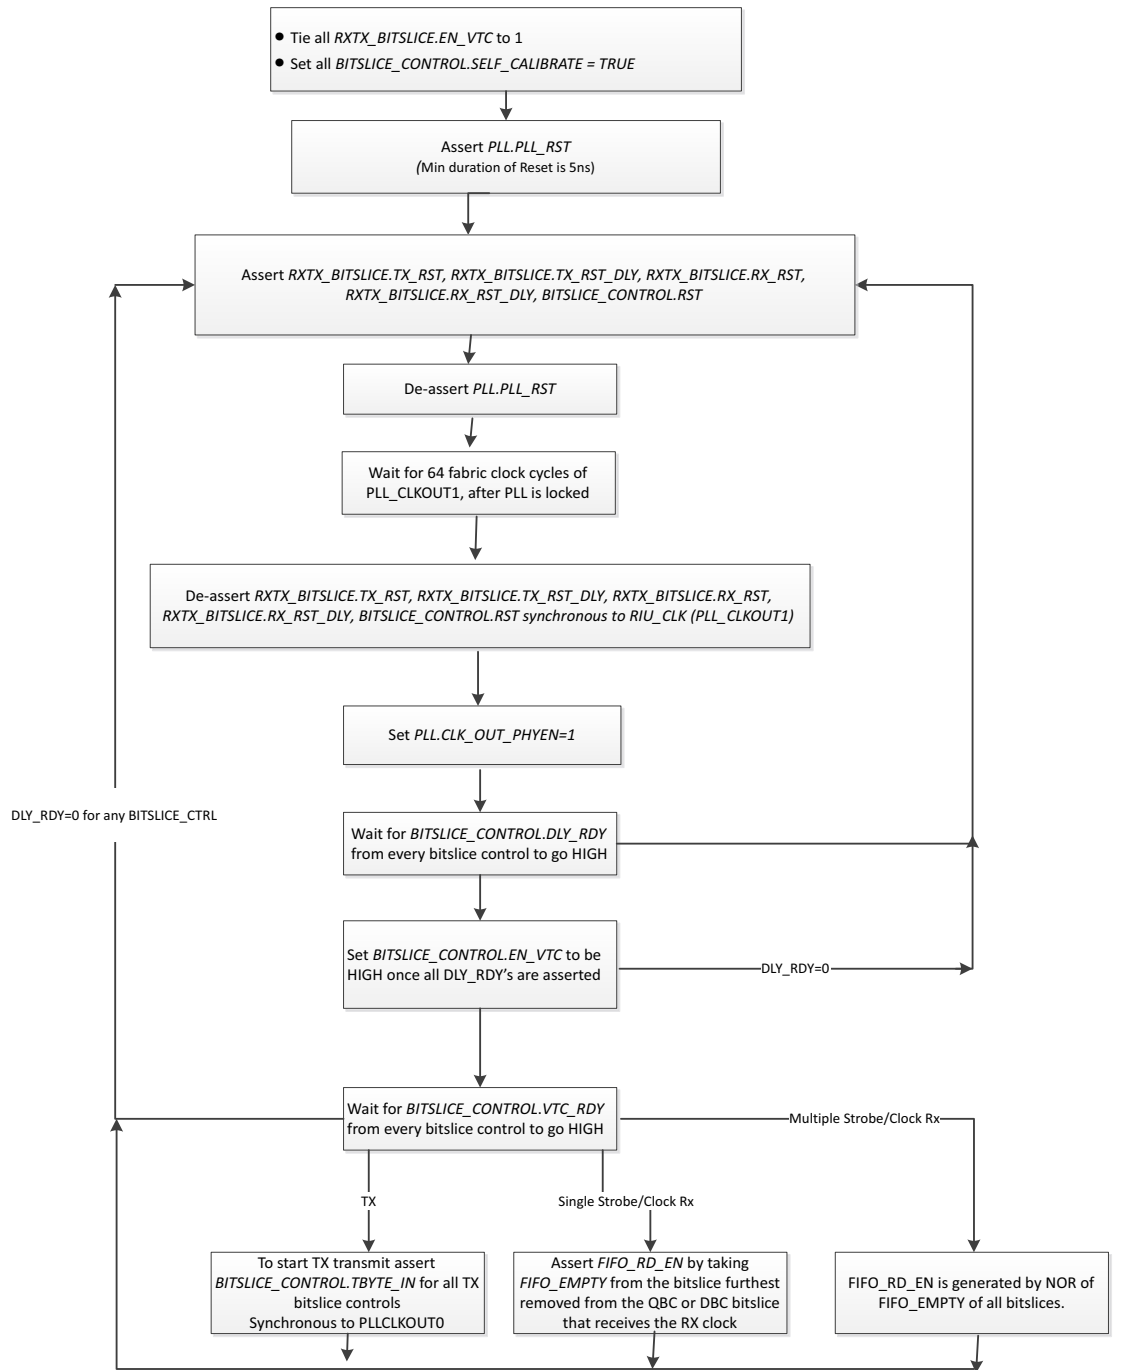 ● Tie all RXTX_BITSLICE.EN_VTC to 1
● Set all BITSLICE_CONTROL.SELF_CALIBRATE = TRUE
Assert PLL.PLL_RST
(Min duration of Reset is 5ns)
Assert RXTX_BITSLICE.TX_RST, RXTX_BITSLICE.TX_RST_DLY, RXTX_BITSLICE.RX_RST,
RXTX_BITSLICE.RX_RST_DLY, BITSLICE_CONTROL.RST
De-assert PLL.PLL_RST
Wait for 64 fabric clock cycles of
PLL_CLKOUT1, after PLL is locked
De-assert RXTX_BITSLICE.TX_RST, RXTX_BITSLICE.TX_RST_DLY, RXTX_BITSLICE.RX_RST,
RXTX_BITSLICE.RX_RST_DLY, BITSLICE_CONTROL.RST synchronous to RIU_CLK (PLL_CLKOUT1)
Set PLL.CLK_OUT_PHYEN=1
DLY_RDY=0 for any BITSLICE_CTRL
Wait for BITSLICE_CONTROL.DLY_RDY
from every bitslice control to go HIGH
Set BITSLICE_CONTROL.EN_VTC to be
HIGH once all DLY_RDY's are asserted
DLY_RDY=0
Wait for BITSLICE_CONTROL.VTC_RDY
from every bitslice control to go HIGH
Multiple Strobe/Clock Rx
TX
Single Strobe/Clock Rx
To start TX transmit assert
BITSLICE_CONTROL.TBYTE_IN for all TX
bitslice controls
Synchronous to PLLCLKOUT0
Assert FIFO_RD_EN by taking
FIFO_EMPTY from the bitslice furthest
removed from the QBC or DBC bitslice
that receives the RX clock
FIFO_RD_EN is generated by NOR of
FIFO_EMPTY of all bitslices.